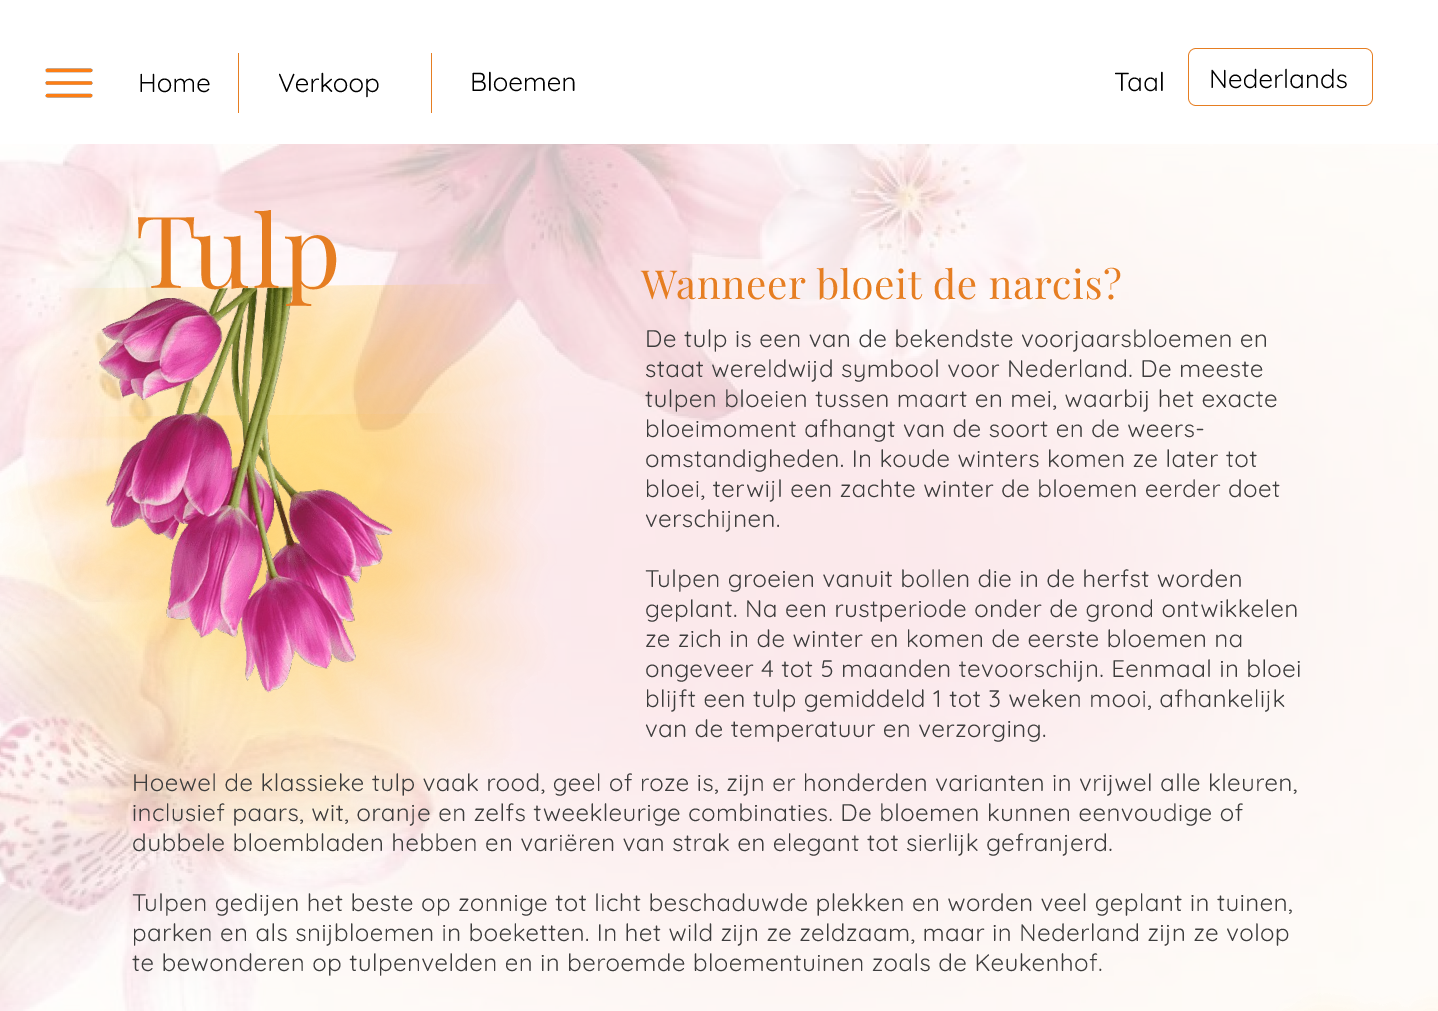 Home
Verkoop
Bloemen
Taal
Nederlands
Tulp
Wanneer bloeit de narcis?
De tulp is een van de bekendste voorjaarsbloemen en
staat wereldwijd symbool voor Nederland. De meeste
tulpen bloeien tussen maart en mei, waarbij het exacte
bloeimoment afhangt van de soort en de weers-
omstandigheden. In koude winters komen ze later tot
bloei, terwijl een zachte winter de bloemen eerder doet
verschijnen.
Tulpen groeien vanuit bollen die in de herfst worden
geplant. Na een rustperiode onder de grond ontwikkelen
ze zich in de winter en komen de eerste bloemen na
ongeveer 4 tot 5 maanden tevoorschijn. Eenmaal in bloei
blijft een tulp gemiddeld 1 tot 3 weken mooi, afhankelijk
van de temperatuur en verzorging.
Hoewel de klassieke tulp vaak rood, geel of roze is, zijn er honderden varianten in vrijwel alle kleuren,
inclusief paars, wit, oranje en zelfs tweekleurige combinaties. De bloemen kunnen eenvoudige of
dubbele bloembladen hebben en variëren van strak en elegant tot sierlijk gefranjerd.
Tulpen gedijen het beste op zonnige tot licht beschaduwde plekken en worden veel geplant in tuinen,
parken en als snijbloemen in boeketten. In het wild zijn ze zeldzaam, maar in Nederland zijn ze volop
te bewonderen op tulpenvelden en in beroemde bloementuinen zoals de Keukenhof.